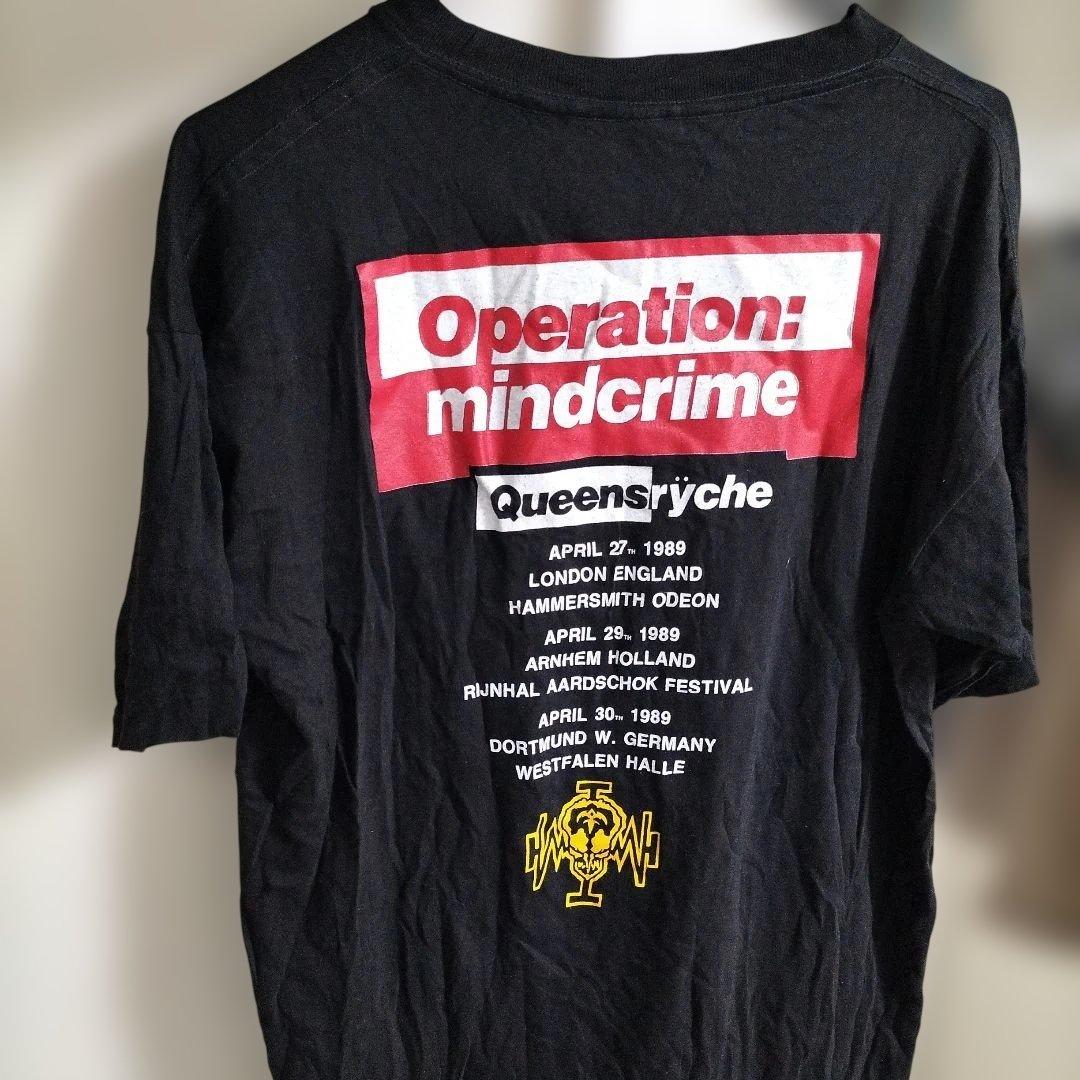 Operation:
mindcrime
Queensrÿche
APRIL 27TH 1989
LONDON ENGLAND
HAMMERSMITH ODEON
APRIL 29TH 1989
ARNHEM HOLLAND
RIJNHAL AARDSCHOK FESTIVAL
APRIL 30TH 1989
DORTMUND W. GERMANY
WESTFALEN HALLE